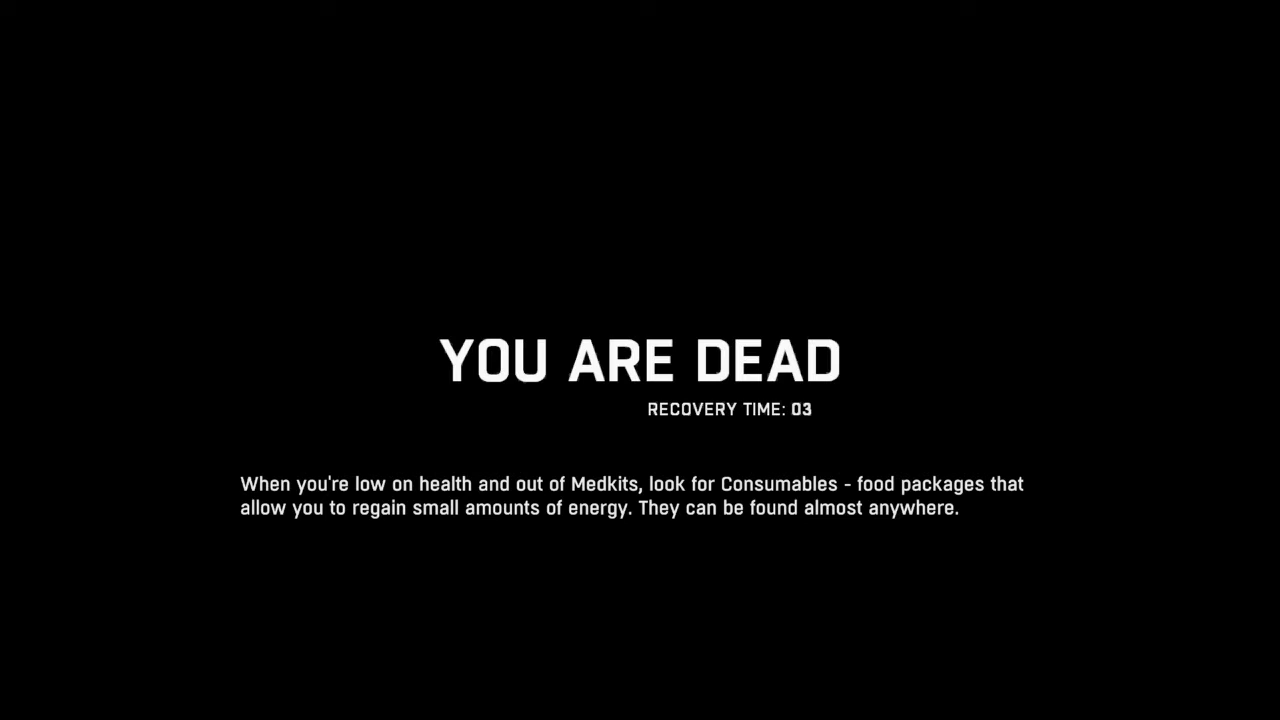 YOU ARE DEAD
RECOVERY TIME: 03
When you're low on health and out of Medkits, look for Consumables - food packages that
allow you to regain small amounts of energy. They can be found almost anywhere.